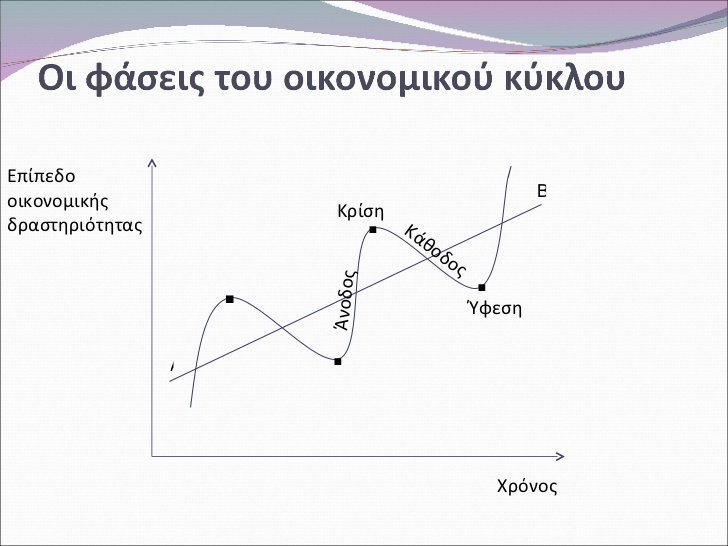 Οι φάσεις του οικονομικού κύκλου
Επίπεδο
οικονομικής
δραστηριότητας
Κρίση
Κάθοδος
Άνοδος
Ύφεση
Β
Χρόνος